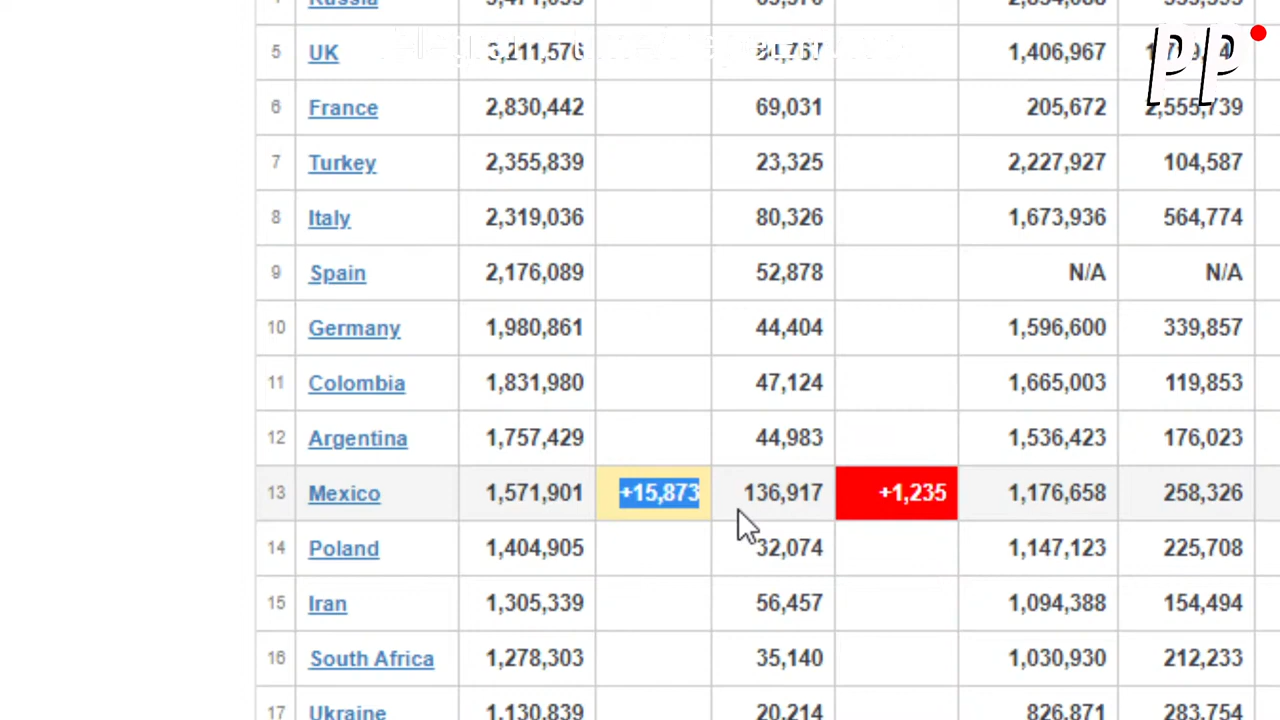 5 UK 3,211,576 1,406,967
6 France 2,830,442 69,031 205,672 2,555,739
7 Turkey 2,355,839 23,325 2,227,927 104,587
8 Italy 2,319,036 80,326 1,673,936 564,774
9 Spain 2,176,089 52,878 N/A N/A
10 Germany 1,980,861 44,404 1,596,600 339,857
11 Colombia 1,831,980 47,124 1,665,003 119,853
12 Argentina 1,757,429 44,983 1,536,423 176,023
13 Mexico 1,571,901 +15,873 136,917 +1,235 1,176,658 258,326
14 Poland 1,404,905 32,074 1,147,123 225,708
15 Iran 1,305,339 56,457 1,094,388 154,494
16 South Africa 1,278,303 35,140 1,030,930 212,233
17 Ukraine 1,130,839 20,214 826,871 283,754
pp